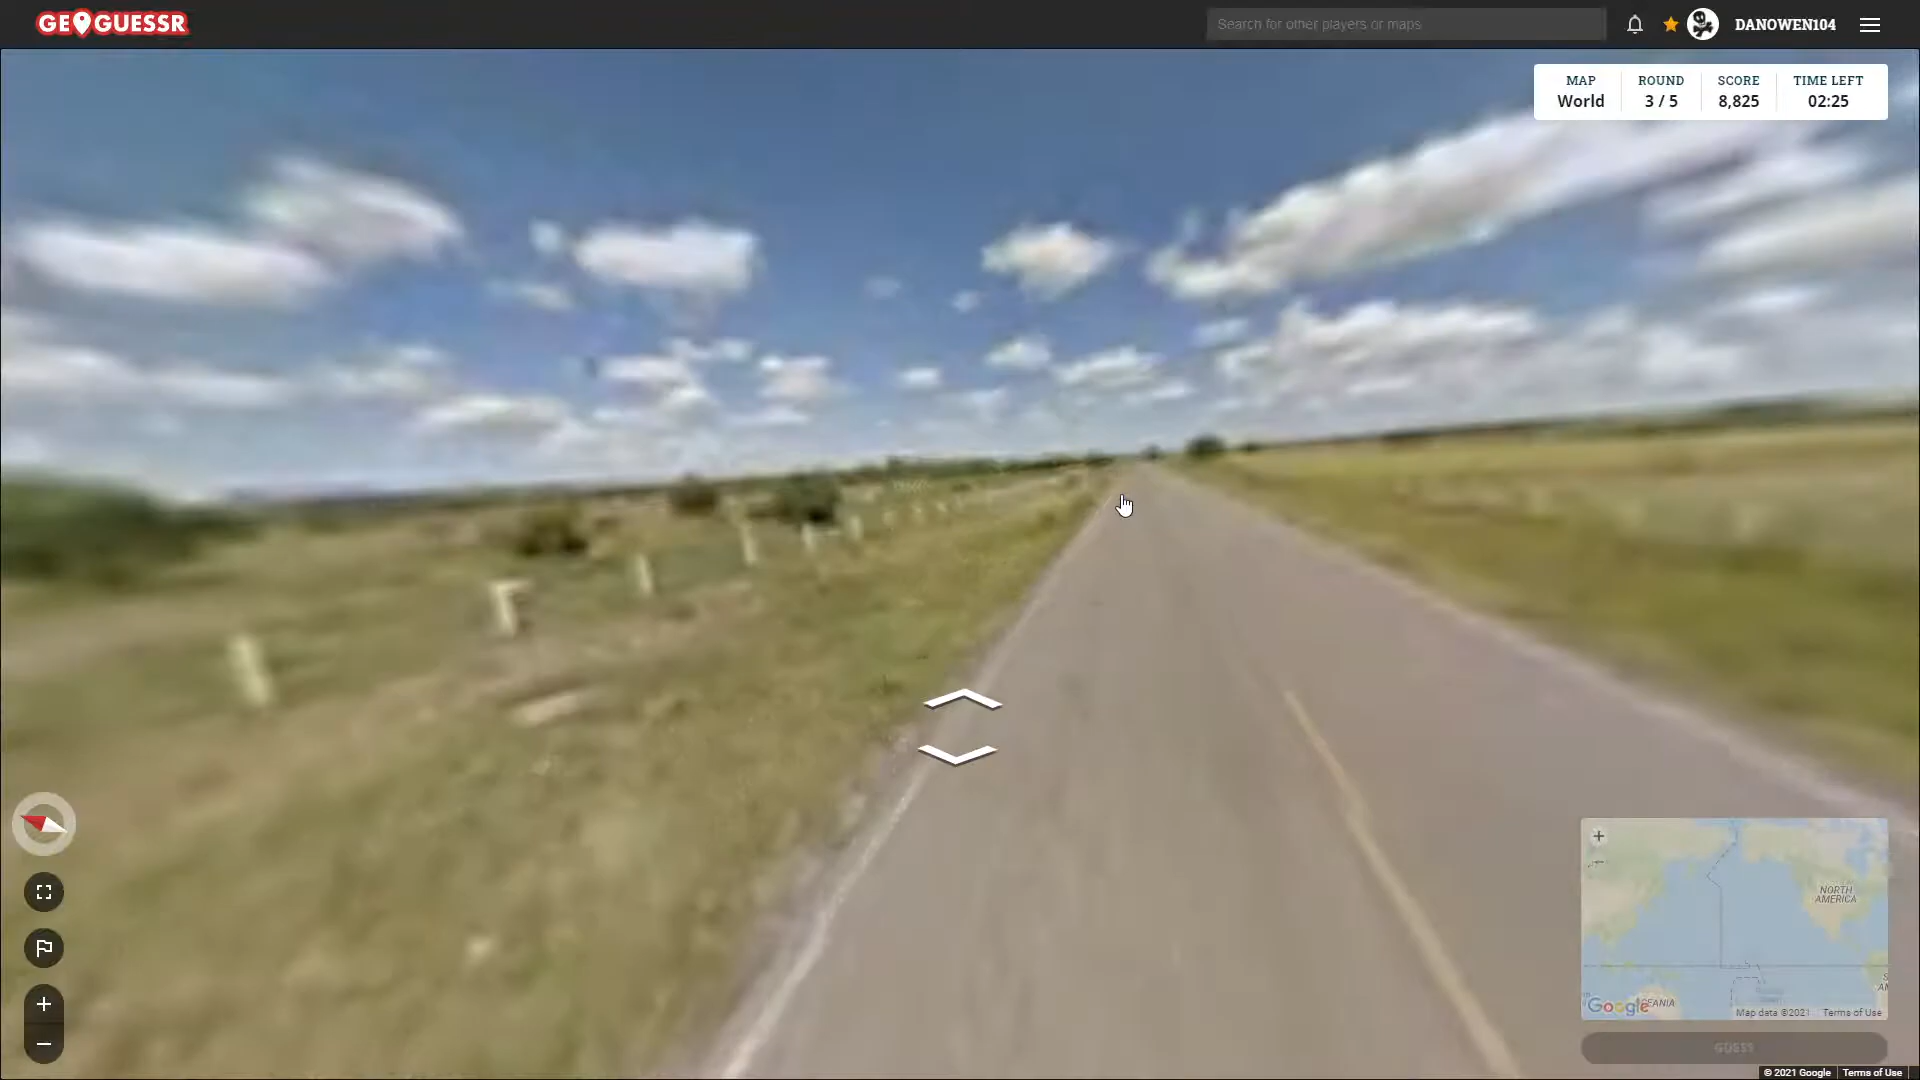 GEOGUESSR
Search for other players or maps
DANOWEN104
MAP
World
ROUND
3 / 5
SCORE
8,825
TIME LEFT
02:25
NORTH
AMERICA
Google
Map data ©2021
Terms of Use
GUESS
© 2021 Google
Terms of Use